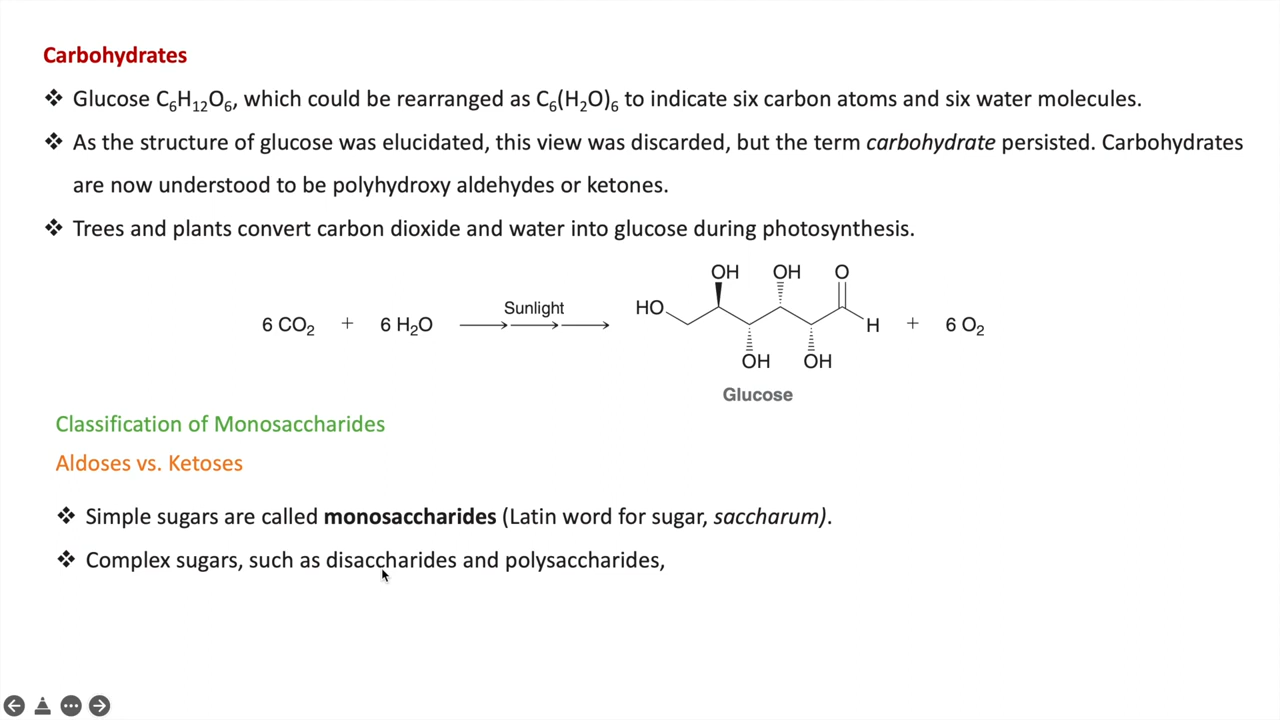 Carbohydrates
❖ Glucose C₆H₁₂O₆, which could be rearranged as C₆(H₂O)₆ to indicate six carbon atoms and six water molecules.
❖ As the structure of glucose was elucidated, this view was discarded, but the term carbohydrate persisted. Carbohydrates
are now understood to be polyhydroxy aldehydes or ketones.
❖ Trees and plants convert carbon dioxide and water into glucose during photosynthesis.
OH OH O
Sunlight HO
6 CO₂ + 6 H₂O H + 6 O₂
OH OH
Glucose
Classification of Monosaccharides
Aldoses vs. Ketoses
❖ Simple sugars are called monosaccharides (Latin word for sugar, saccharum).
❖ Complex sugars, such as disaccharides and polysaccharides,